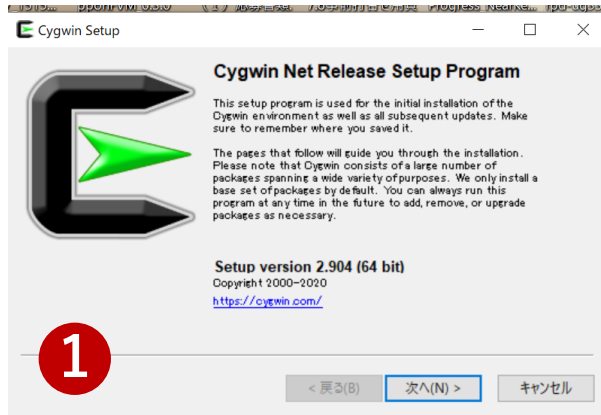 Cygwin Setup
Cygwin Net Release Setup Program
This setup program is used for the initial installation of the
Cygwin environment as well as all subsequent updates. Make
sure to remember where you saved it.
The pages that follow will guide you through the installation.
Please note that Cygwin consists of a large number of
packages spanning a wide variety of purposes. We only install a
base set of packages by default. You can always run this
program at any time in the future to add, remove, or upgrade
packages as necessary.
Setup version 2.904 (64 bit)
Copyright 2000-2020
https://cygwin.com/
1
< 戻る(B)
次へ(N) >
キャンセル